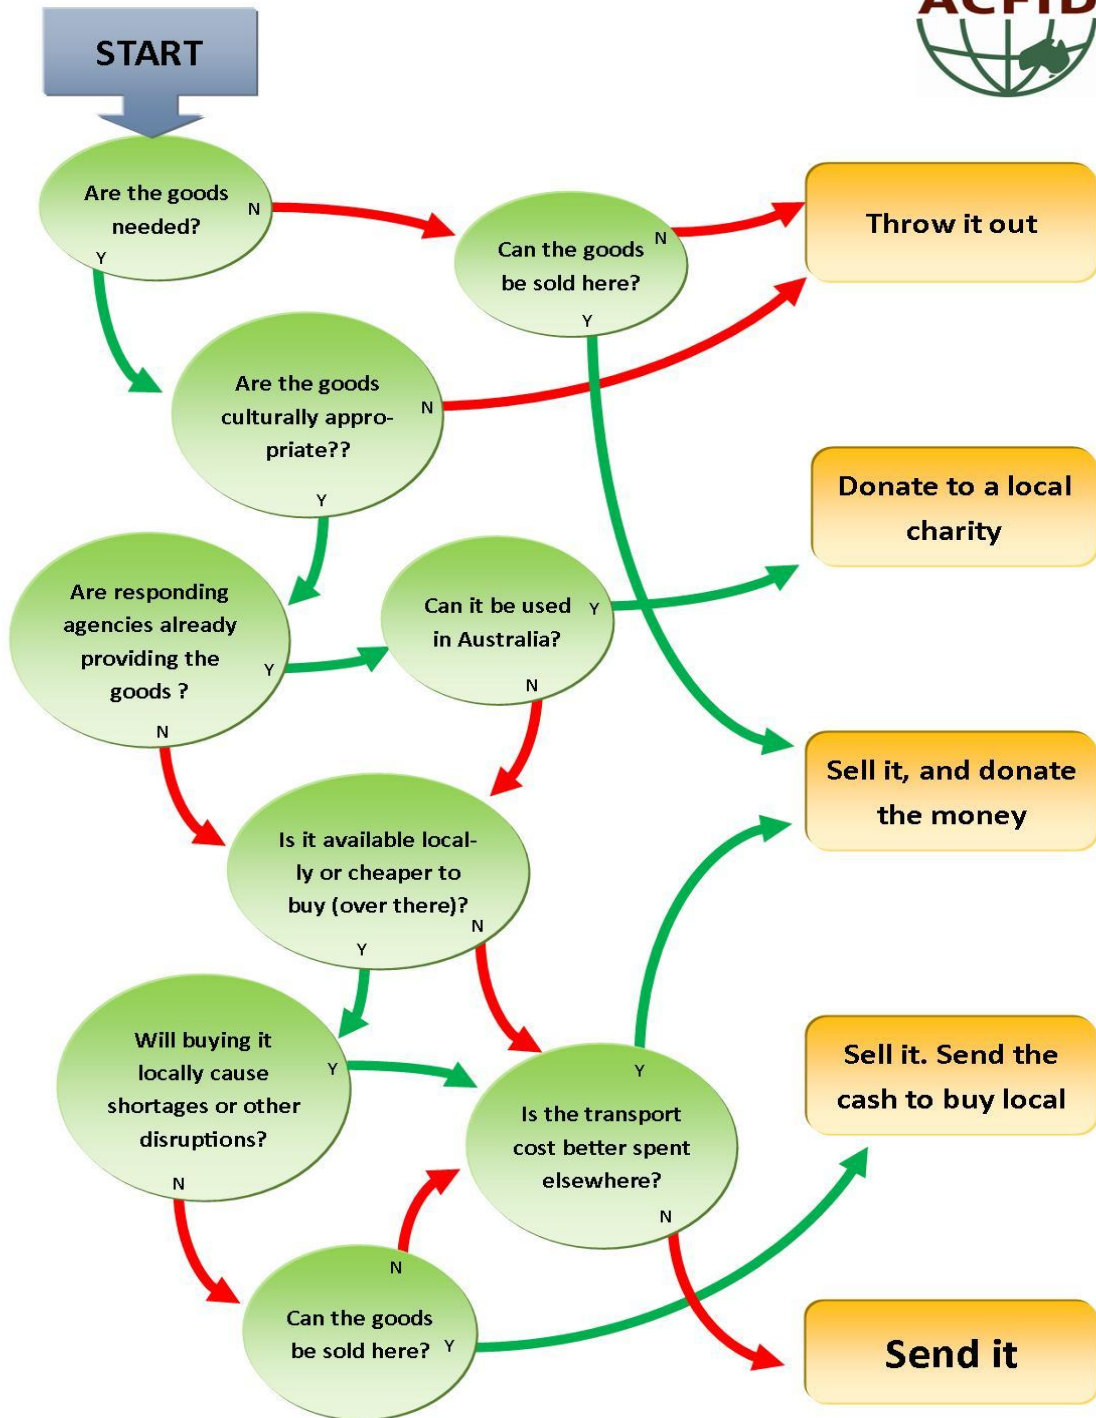 ACFID
START
Are the goods
needed?
N
Y
Can the goods
be sold here?
N
Y
Throw it out
Are the goods
culturally appro-
priate??
N
Y
Donate to a local
charity
Are responding
agencies already
providing the
goods ?
Y
N
Can it be used
in Australia?
Y
N
Sell it, and donate
the money
Is it available local-
ly or cheaper to
buy (over there)?
N
Y
Will buying it
locally cause
shortages or other
disruptions?
Y
N
Is the transport
cost better spent
elsewhere?
Y
N
Sell it. Send the
cash to buy local
Can the goods
be sold here?
N
Y
Send it